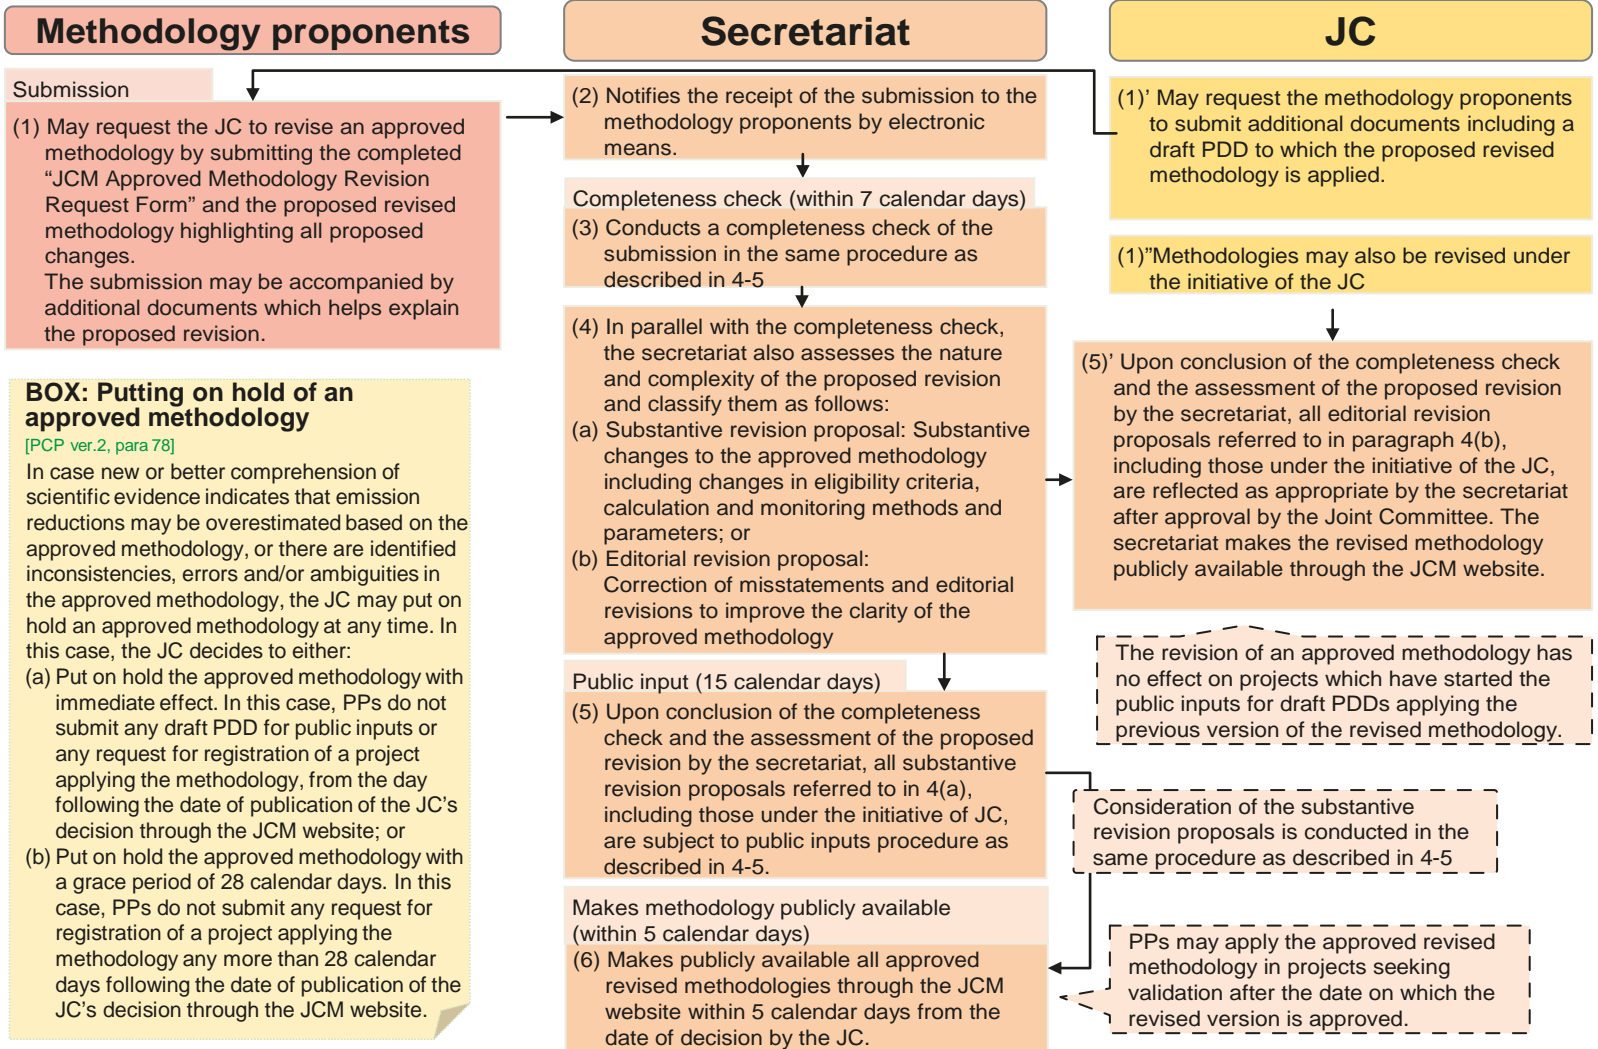 Methodology proponents
Submission
(1) May request the JC to revise an approved
methodology by submitting the completed
“JCM Approved Methodology Revision
Request Form” and the proposed revised
methodology highlighting all proposed
changes.
The submission may be accompanied by
additional documents which helps explain
the proposed revision.
BOX: Putting on hold of an
approved methodology
[PCP ver.2, para 78]
In case new or better comprehension of
scientific evidence indicates that emission
reductions may be overestimated based on the
approved methodology, or there are identified
inconsistencies, errors and/or ambiguities in
the approved methodology, the JC may put on
hold an approved methodology at any time. In
this case, the JC decides to either:
(a) Put on hold the approved methodology with
immediate effect. In this case, PPs do not
submit any draft PDD for public inputs or
any request for registration of a project
applying the methodology, from the day
following the date of publication of the JC’s
decision through the JCM website; or
(b) Put on hold the approved methodology with
a grace period of 28 calendar days. In this
case, PPs do not submit any request for
registration of a project applying the
methodology any more than 28 calendar
days following the date of publication of the
JC’s decision through the JCM website.
Secretariat
(2) Notifies the receipt of the submission to the
methodology proponents by electronic
means.
Completeness check (within 7 calendar days)
(3) Conducts a completeness check of the
submission in the same procedure as
described in 4-5
(4) In parallel with the completeness check,
the secretariat also assesses the nature
and complexity of the proposed revision
and classify them as follows:
(a) Substantive revision proposal: Substantive
changes to the approved methodology
including changes in eligibility criteria,
calculation and monitoring methods and
parameters; or
(b) Editorial revision proposal:
Correction of misstatements and editorial
revisions to improve the clarity of the
approved methodology
Public input (15 calendar days)
(5) Upon conclusion of the completeness
check and the assessment of the proposed
revision by the secretariat, all substantive
revision proposals referred to in 4(a),
including those under the initiative of JC,
are subject to public inputs procedure as
described in 4-5.
Makes methodology publicly available
(within 5 calendar days)
(6) Makes publicly available all approved
revised methodologies through the JCM
website within 5 calendar days from the
date of decision by the JC.
JC
(1)’ May request the methodology proponents
to submit additional documents including a
draft PDD to which the proposed revised
methodology is applied.
(1)”Methodologies may also be revised under
the initiative of the JC
(5)’ Upon conclusion of the completeness check
and the assessment of the proposed revision
by the secretariat, all editorial revision
proposals referred to in paragraph 4(b),
including those under the initiative of the JC,
are reflected as appropriate by the secretariat
after approval by the Joint Committee. The
secretariat makes the revised methodology
publicly available through the JCM website.
The revision of an approved methodology has
no effect on projects which have started the
public inputs for draft PDDs applying the
previous version of the revised methodology.
Consideration of the substantive
revision proposals is conducted in the
same procedure as described in 4-5
PPs may apply the approved revised
methodology in projects seeking
validation after the date on which the
revised version is approved.